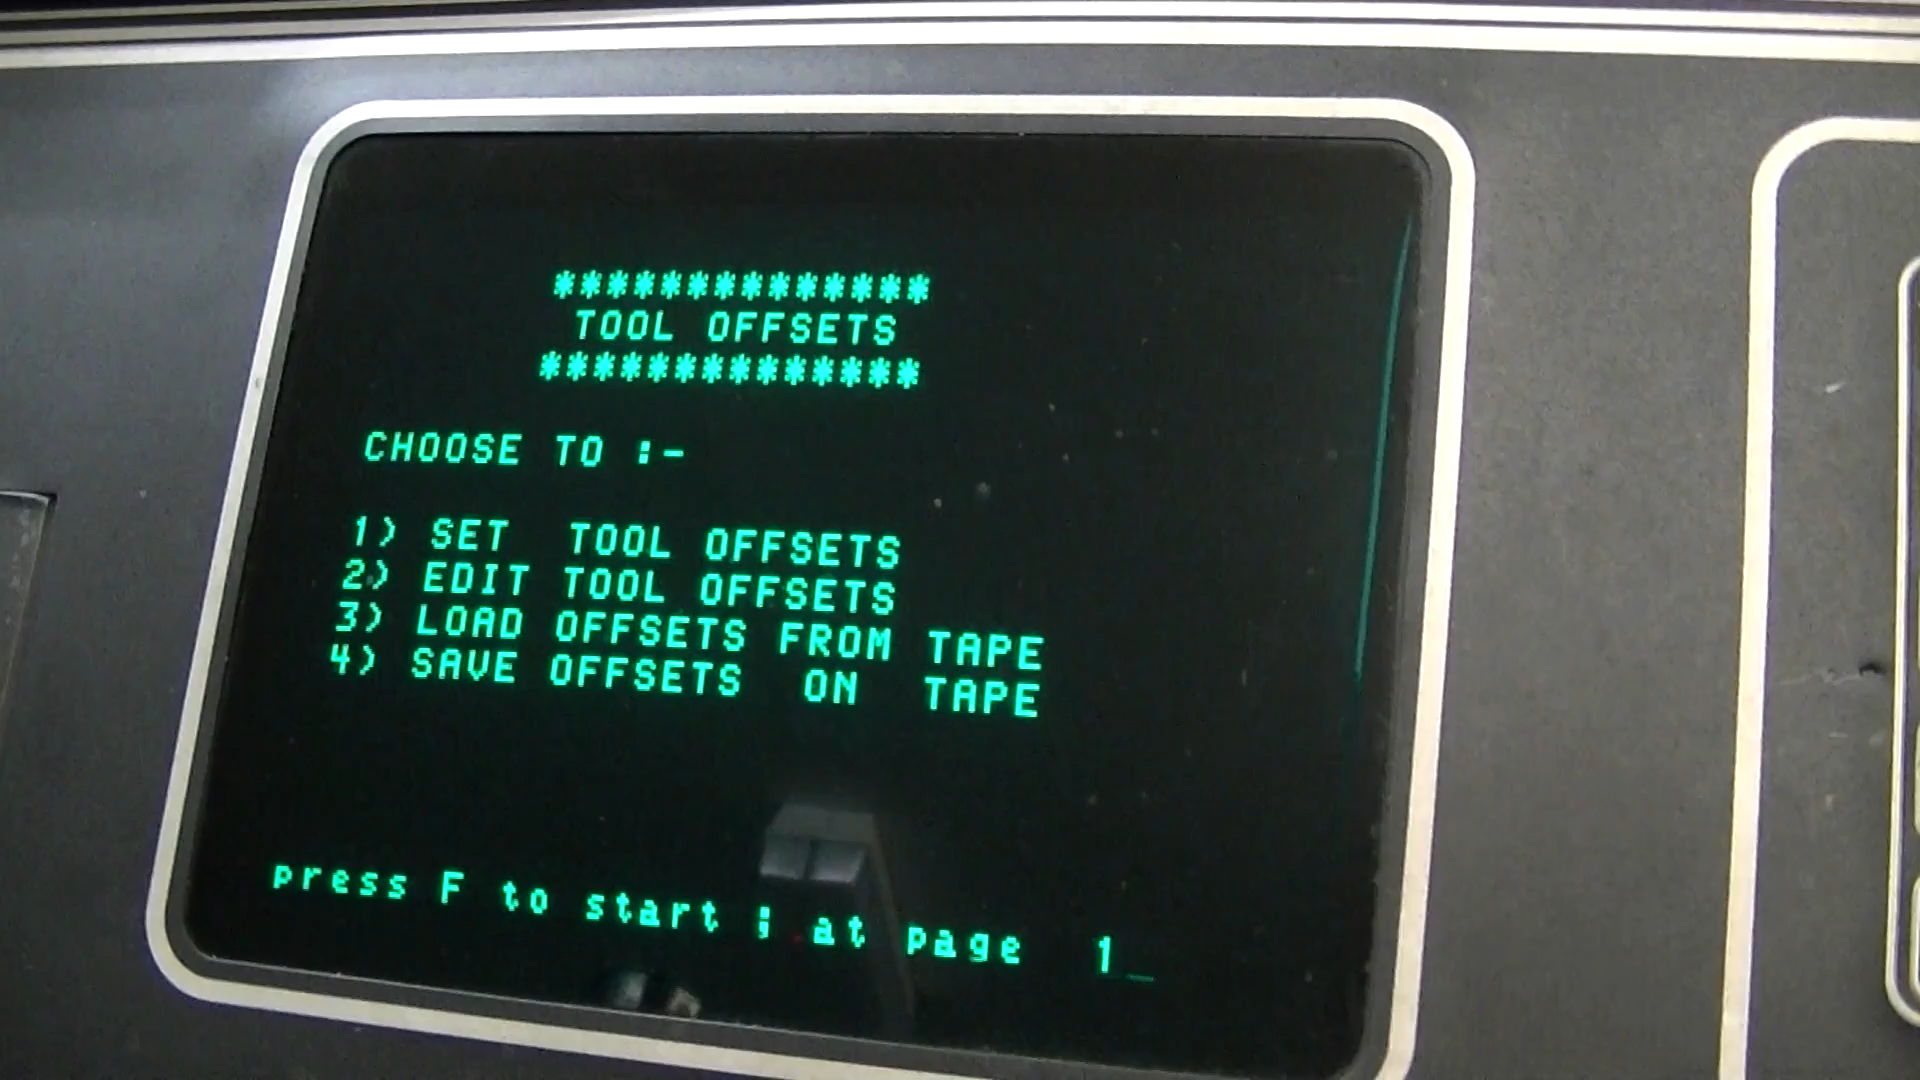 **************
TOOL OFFSETS
**************
CHOOSE TO :-
1) SET TOOL OFFSETS
2) EDIT TOOL OFFSETS
3) LOAD OFFSETS FROM TAPE
4) SAVE OFFSETS ON TAPE
press F to start ; at page 1_